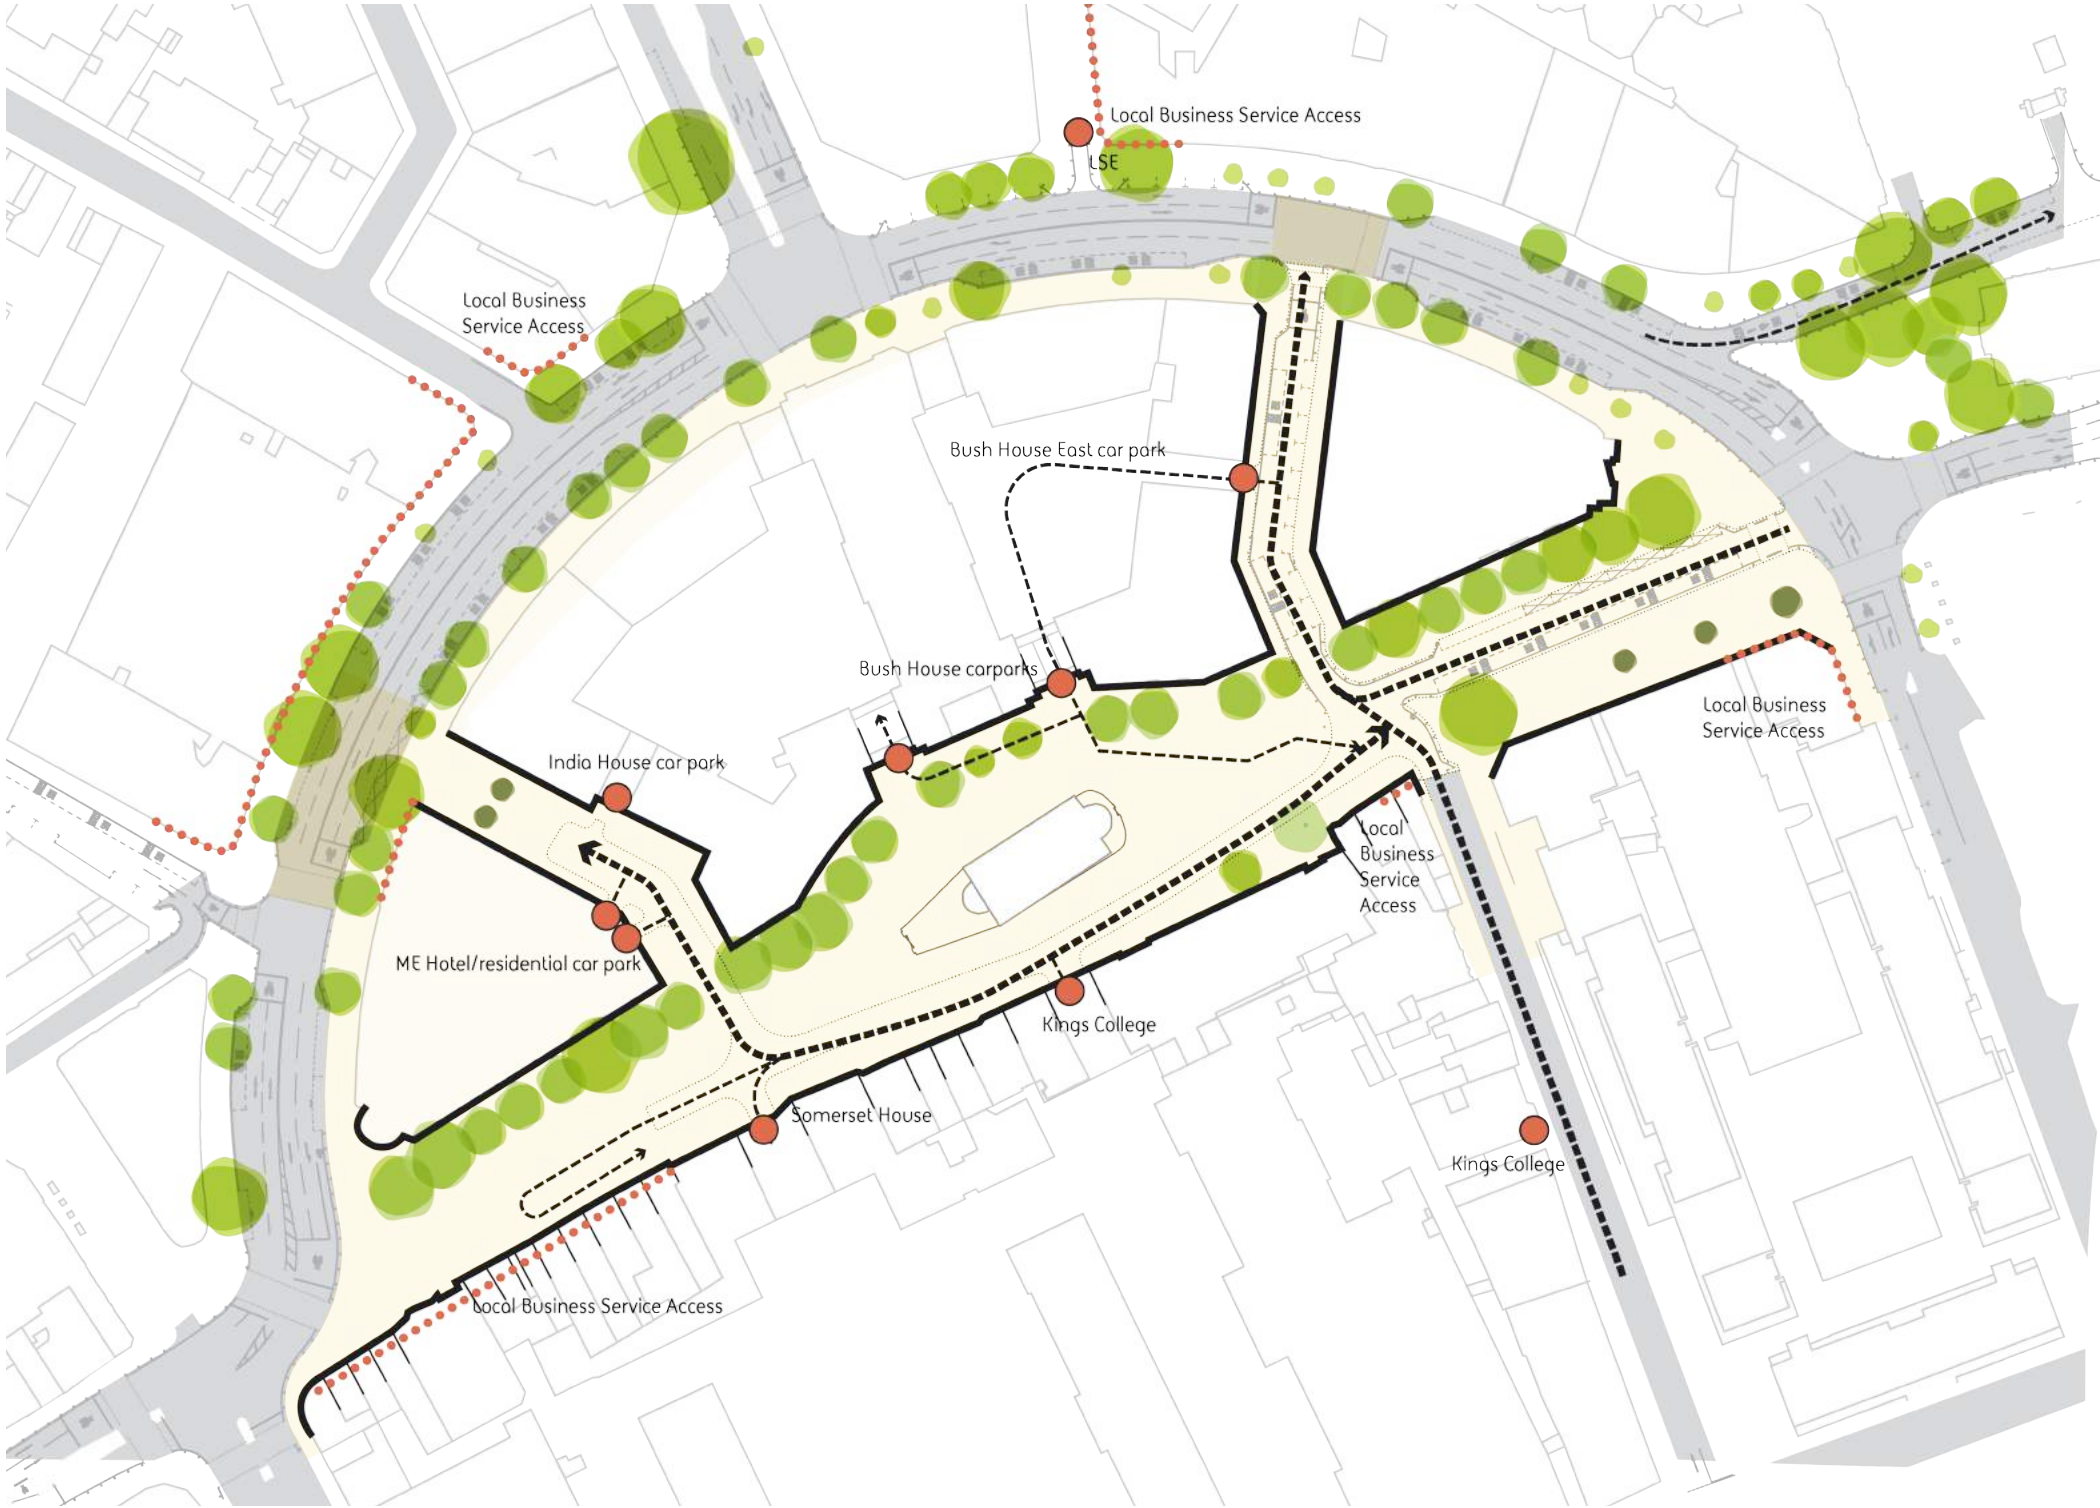 Local Business Service Access
LSE
Local Business
Service Access
Bush House East car park
Bush House carparks
Local Business
Service Access
India House car park
Local
Business
Service
Access
ME Hotel/residential car park
Kings College
Somerset House
Kings College
Local Business Service Access